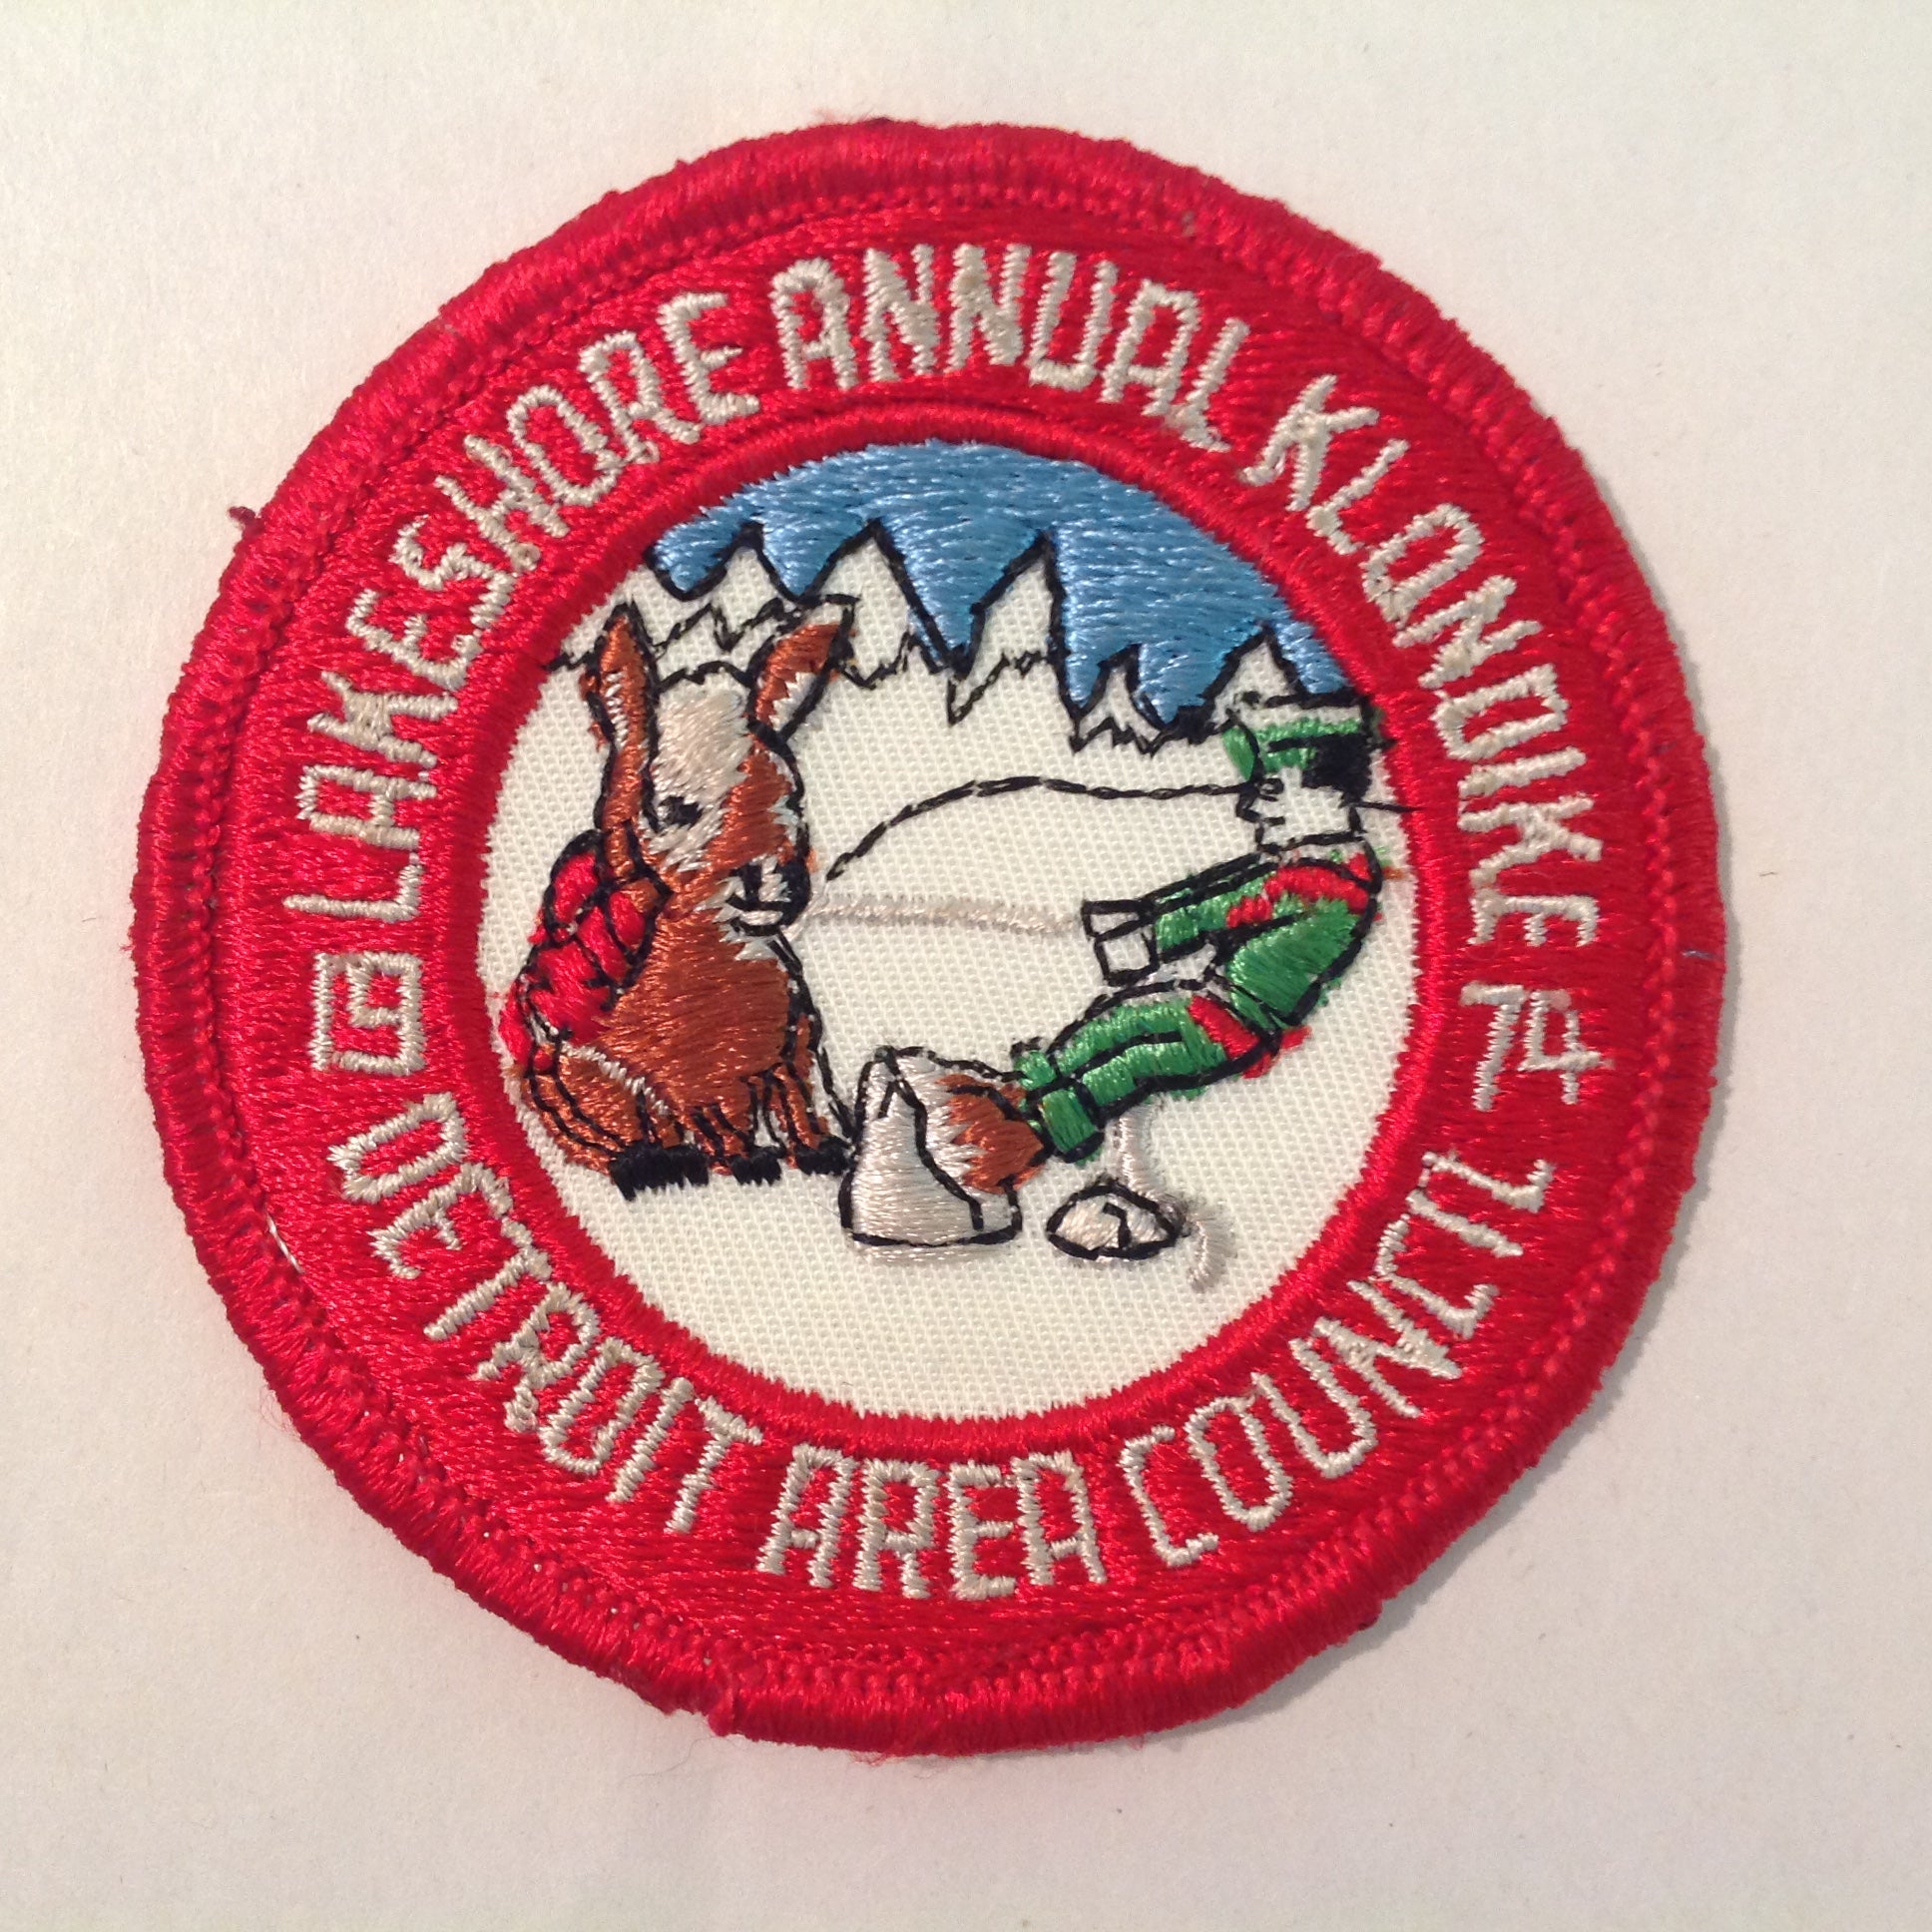 19 LAKESHORE ANNUAL KLONDIKE 74
DETROIT AREA COUNCIL